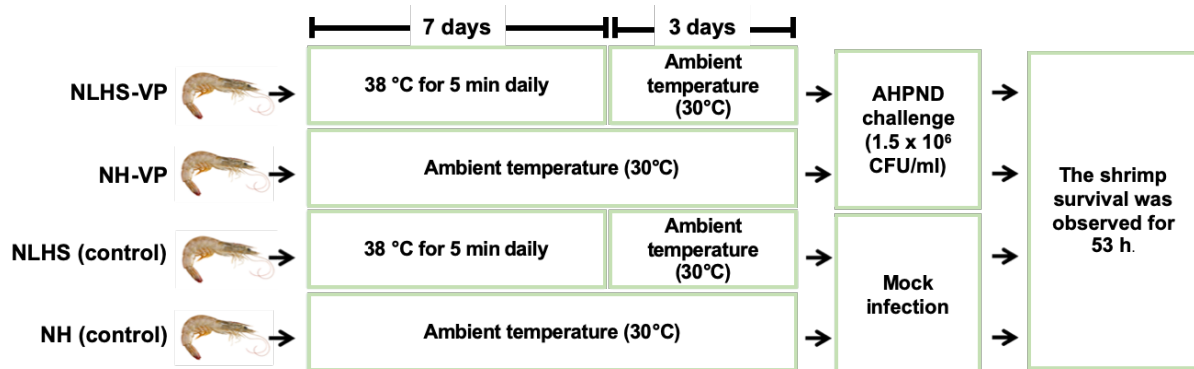 7 days
3 days
NLHS-VP
38 °C for 5 min daily
Ambient
temperature
(30°C)
AHPND
challenge
(1.5 x 10⁶
CFU/ml)
NH-VP
Ambient temperature (30°C)
NLHS (control)
38 °C for 5 min daily
Ambient
temperature
(30°C)
Mock
infection
NH (control)
Ambient temperature (30°C)
The shrimp
survival was
observed for
53 h.